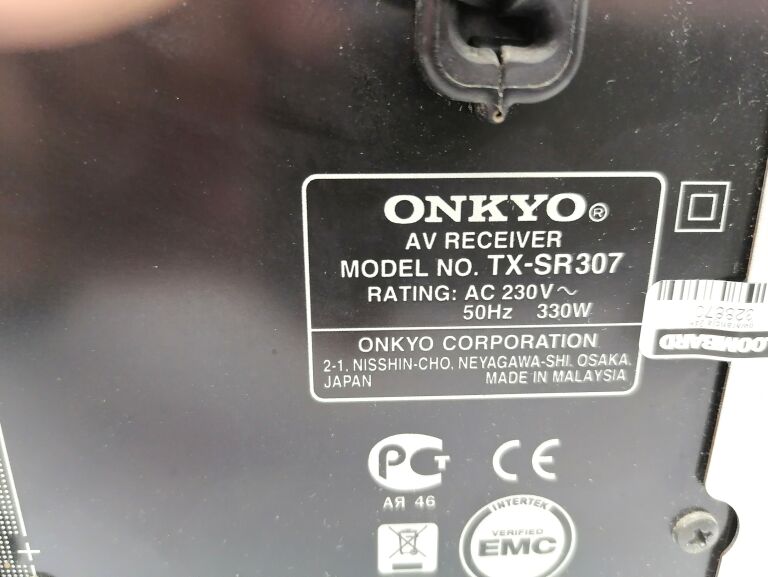 ONKYO®
AV RECEIVER
MODEL NO. TX-SR307
RATING: AC 230V ~
50Hz 330W
ONKYO CORPORATION
2-1, NISSHIN-CHO, NEYAGAWA-SHI, OSAKA,
JAPAN MADE IN MALAYSIA
PCT
CE
АЯ 46
INTERTEK
VERIFIED
EMC